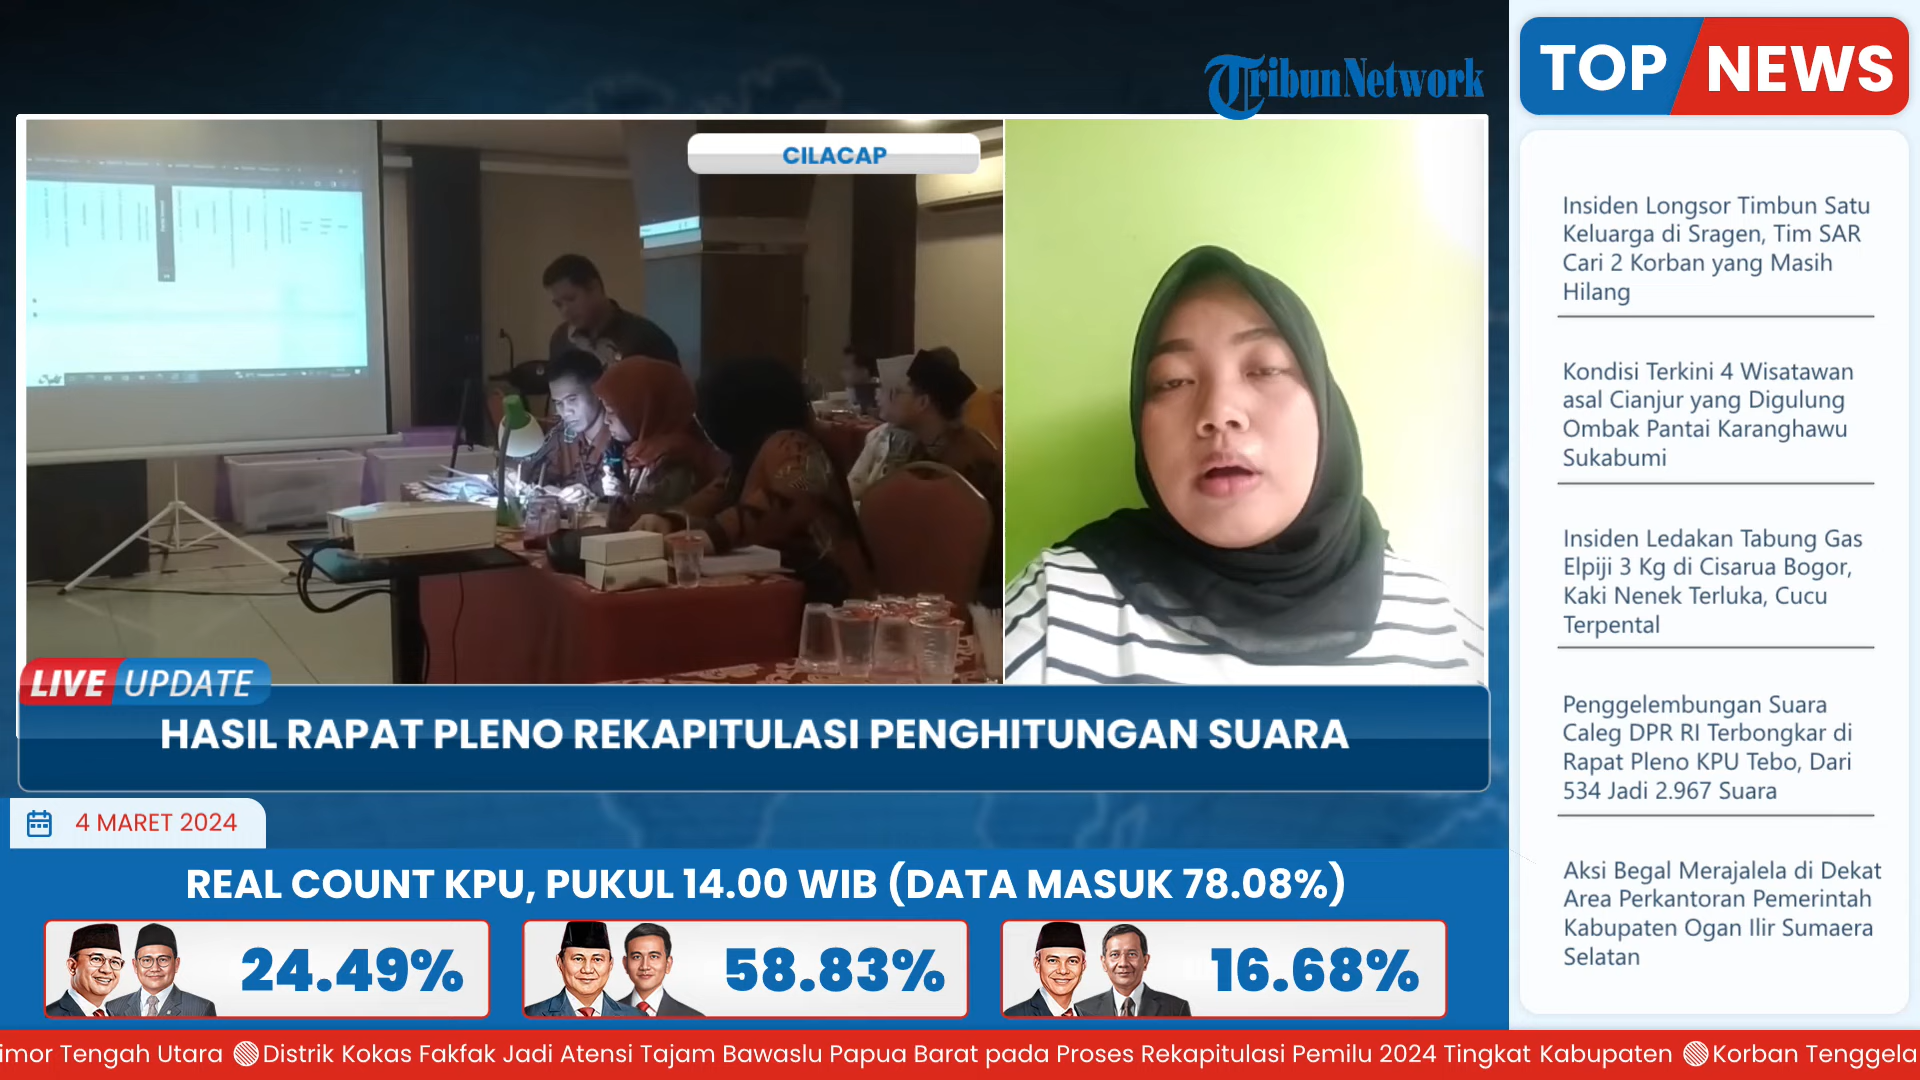 TribunNetwork
TOP NEWS
CILACAP
Insiden Longsor Timbun Satu
Keluarga di Sragen, Tim SAR
Cari 2 Korban yang Masih
Hilang
Kondisi Terkini 4 Wisatawan
asal Cianjur yang Digulung
Ombak Pantai Karanghawu
Sukabumi
Insiden Ledakan Tabung Gas
Elpiji 3 Kg di Cisarua Bogor,
Kaki Nenek Terluka, Cucu
Terpental
Penggelembungan Suara
Caleg DPR RI Terbongkar di
Rapat Pleno KPU Tebo, Dari
534 Jadi 2.967 Suara
Aksi Begal Merajalela di Dekat
Area Perkantoran Pemerintah
Kabupaten Ogan Ilir Sumaera
Selatan
LIVE UPDATE
HASIL RAPAT PLENO REKAPITULASI PENGHITUNGAN SUARA
4 MARET 2024
REAL COUNT KPU, PUKUL 14.00 WIB (DATA MASUK 78.08%)
24.49%
58.83%
16.68%
imor Tengah Utara Distrik Kokas Fakfak Jadi Atensi Tajam Bawaslu Papua Barat pada Proses Rekapitulasi Pemilu 2024 Tingkat Kabupaten Korban Tenggela